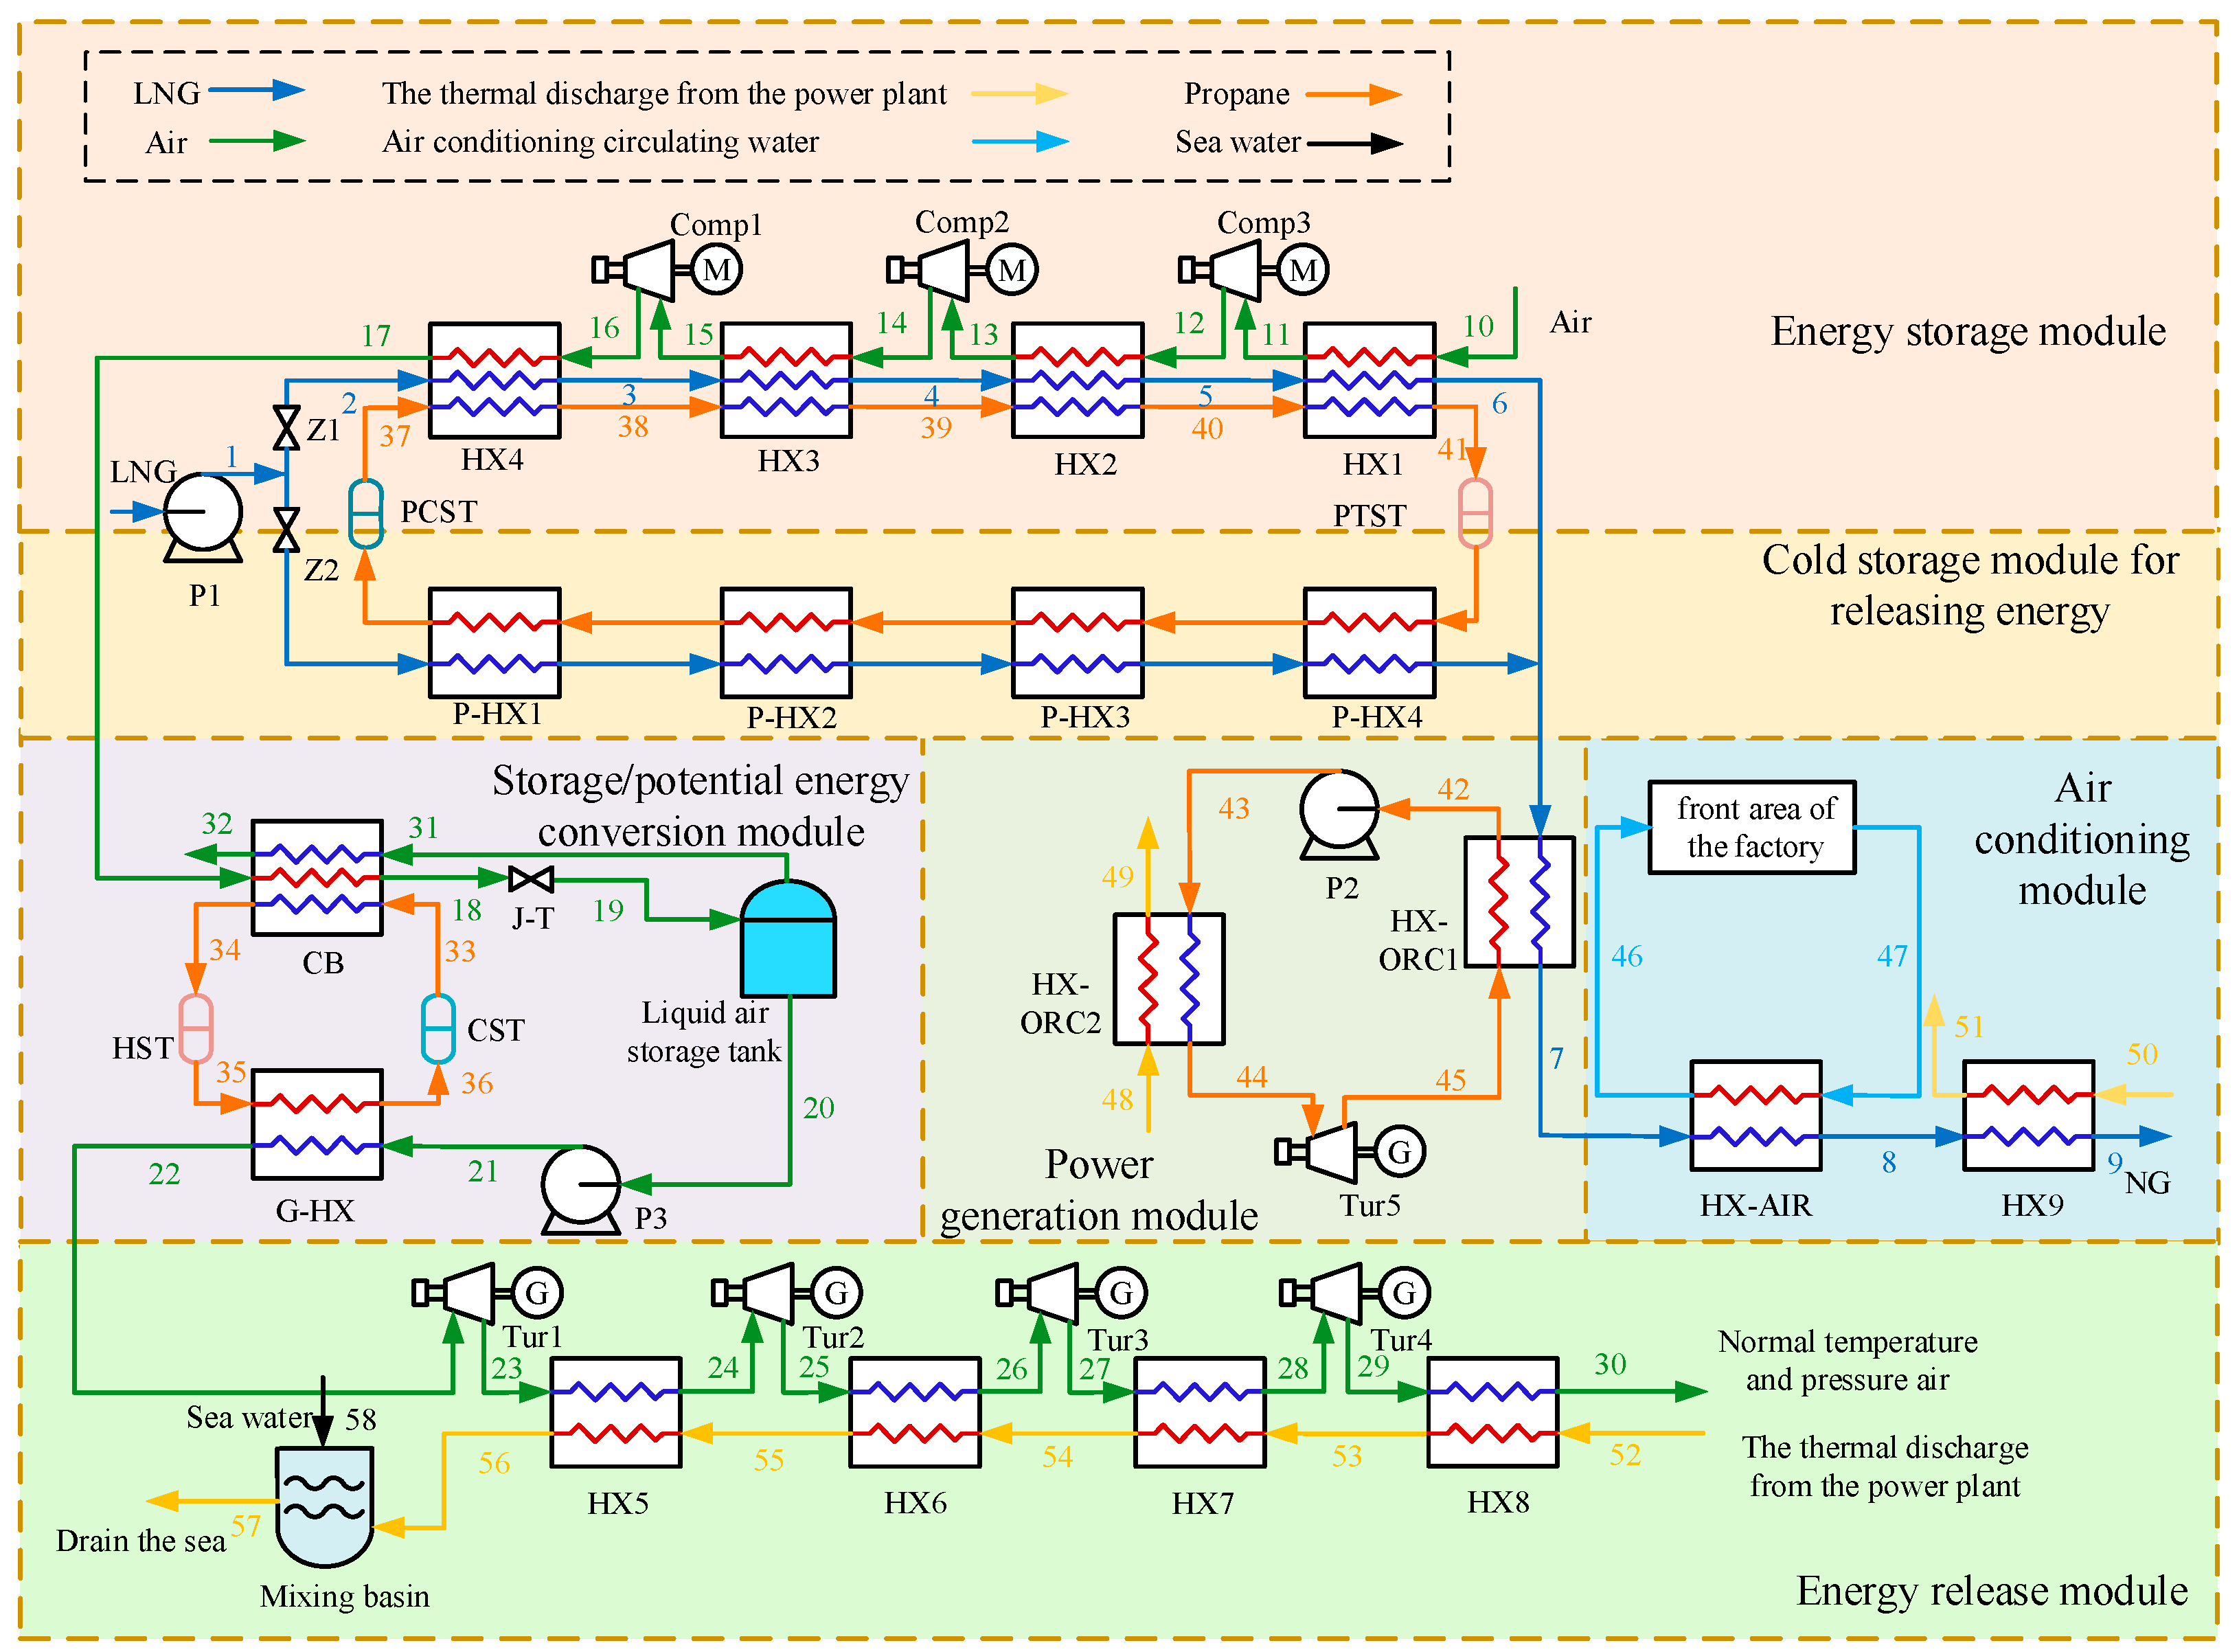 LNG
The thermal discharge from the power plant
Propane
Air
Air conditioning circulating water
Sea water
Comp1
Comp2
Comp3
M
M
M
17
16
15
14
13
12
11
10
Air
Energy storage module
2
3
4
5
6
37
38
39
40
41
Z1
HX4
HX3
HX2
HX1
1
LNG
PCST
PTST
P1
Z2
Cold storage module for
releasing energy
P-HX1
P-HX2
P-HX3
P-HX4
Storage/potential energy
conversion module
32
31
18
19
J-T
34
33
CB
HST
CST
Liquid air
storage tank
35
36
20
22
21
G-HX
P3
43
42
49
P2
HX-
ORC1
HX-
ORC2
48
44
45
7
G
Tur5
Power
generation module
front area of
the factory
Air
conditioning
module
46
47
51
50
8
9
NG
HX-AIR
HX9
G
G
G
G
Tur1
Tur2
Tur3
Tur4
23
24
25
26
27
28
29
30
Normal temperature
and pressure air
Sea water
58
56
55
54
53
52
The thermal discharge
from the power plant
HX5
HX6
HX7
HX8
57
Drain the sea
Mixing basin
Energy release module